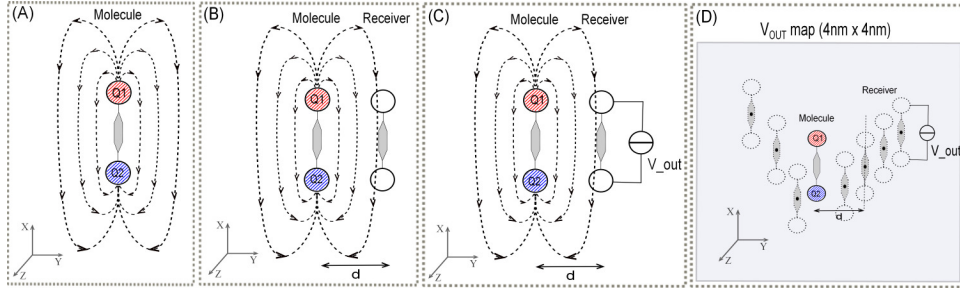 (A)
Q1
Q2
X
Y
Z
(B)
Molecule
Receiver
Q1
Q2
X
Y
Z
d
(C)
Molecule
Receiver
Q1
Q2
V_out
X
Y
Z
d
(D)
V_OUT map (4nm x 4nm)
Receiver
Molecule
Q1
V_out
Q2
d
X
Y
Z